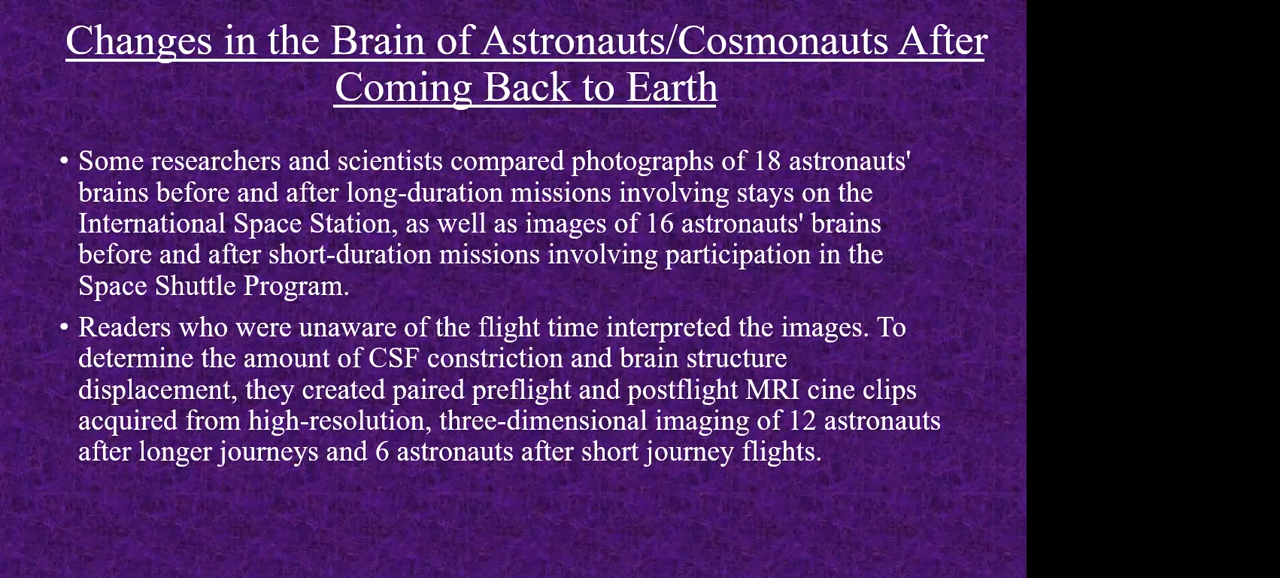 Changes in the Brain of Astronauts/Cosmonauts After
Coming Back to Earth
• Some researchers and scientists compared photographs of 18 astronauts'
brains before and after long-duration missions involving stays on the
International Space Station, as well as images of 16 astronauts' brains
before and after short-duration missions involving participation in the
Space Shuttle Program.
• Readers who were unaware of the flight time interpreted the images. To
determine the amount of CSF constriction and brain structure
displacement, they created paired preflight and postflight MRI cine clips
acquired from high-resolution, three-dimensional imaging of 12 astronauts
after longer journeys and 6 astronauts after short journey flights.